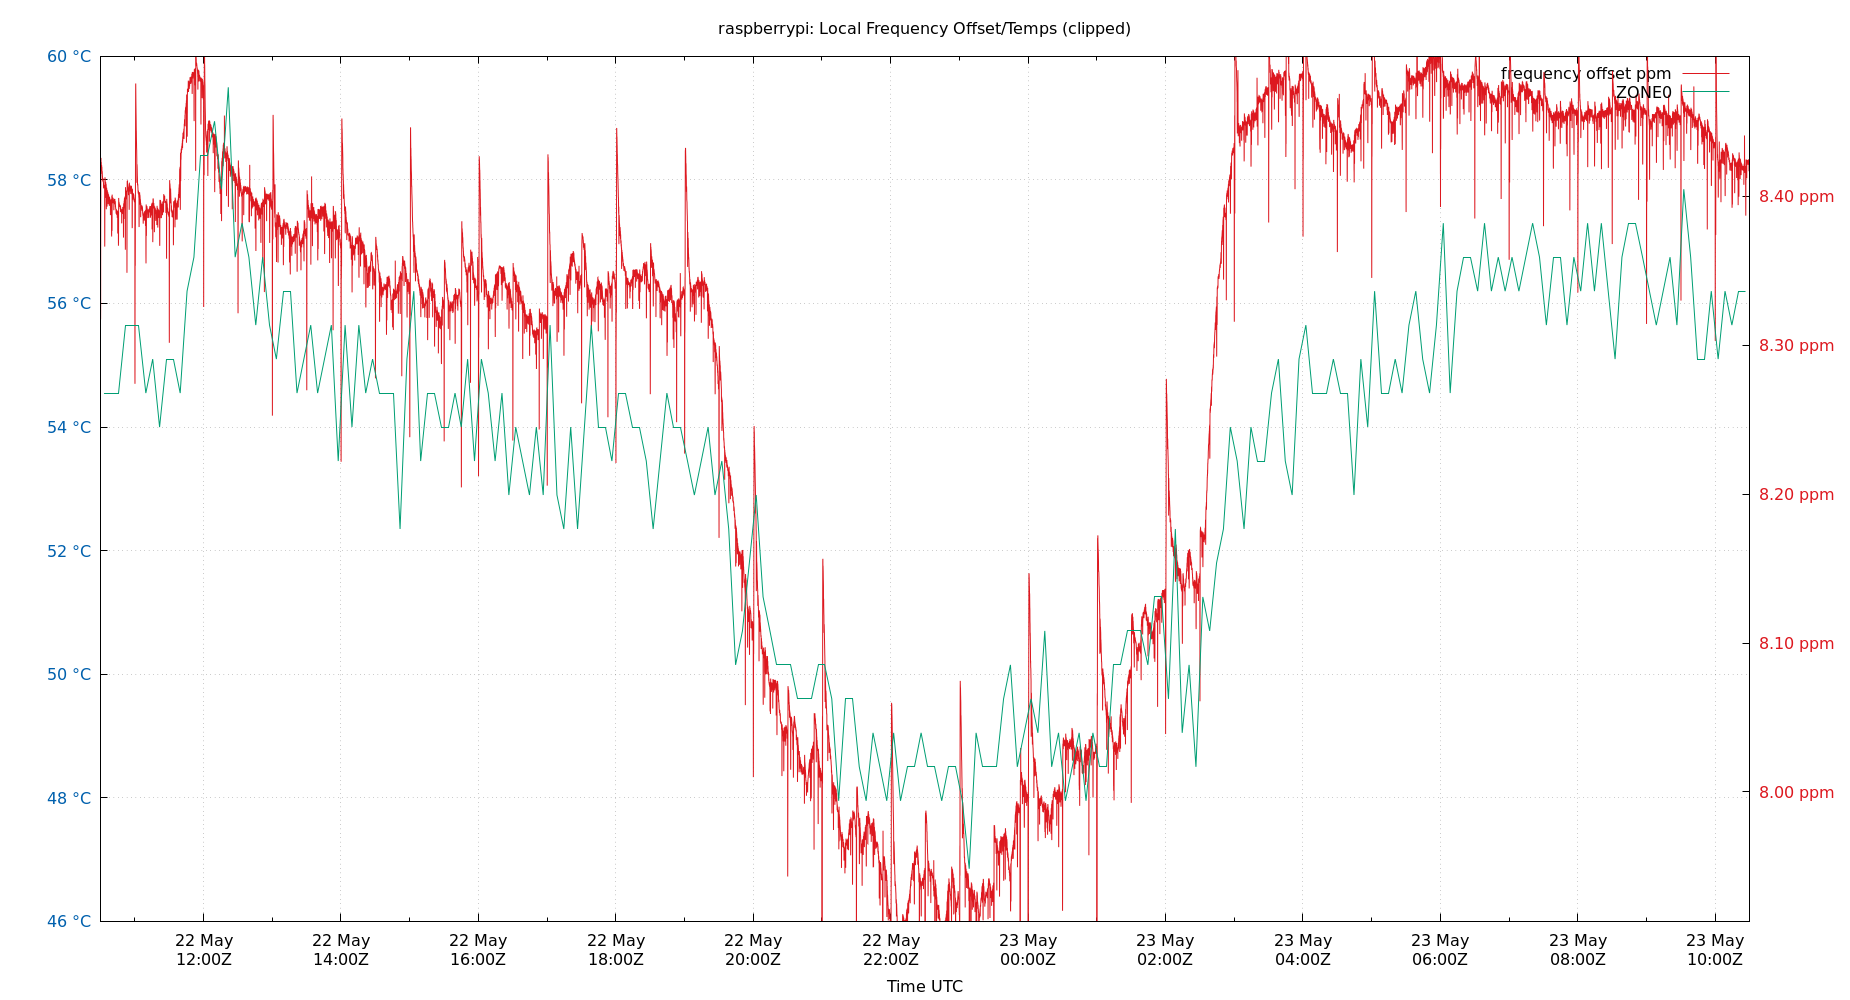 raspberrypi: Local Frequency Offset/Temps (clipped)
60 °C
58 °C
56 °C
54 °C
52 °C
50 °C
48 °C
46 °C
frequency offset ppm
ZONE0
8.40 ppm
8.30 ppm
8.20 ppm
8.10 ppm
8.00 ppm
22 May 22 May 22 May 22 May 22 May 22 May 23 May 23 May 23 May 23 May 23 May 23 May
12:00Z 14:00Z 16:00Z 18:00Z 20:00Z 22:00Z 00:00Z 02:00Z 04:00Z 06:00Z 08:00Z 10:00Z
Time UTC